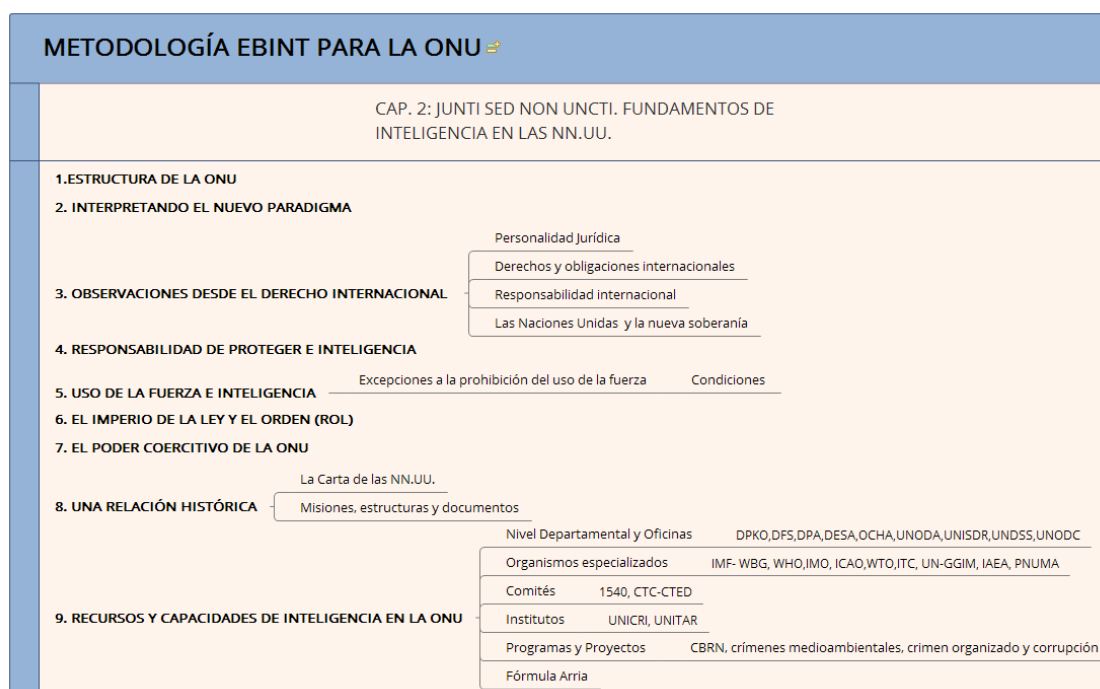 METODOLOGÍA EBINT PARA LA ONU
CAP. 2: JUNTI SED NON UNCTI. FUNDAMENTOS DE
INTELIGENCIA EN LAS NN.UU.
1.ESTRUCTURA DE LA ONU
2. INTERPRETANDO EL NUEVO PARADIGMA
3. OBSERVACIONES DESDE EL DERECHO INTERNACIONAL
Personalidad Jurídica
Derechos y obligaciones internacionales
Responsabilidad internacional
Las Naciones Unidas y la nueva soberanía
4. RESPONSABILIDAD DE PROTEGER E INTELIGENCIA
5. USO DE LA FUERZA E INTELIGENCIA
Excepciones a la prohibición del uso de la fuerza
Condiciones
6. EL IMPERIO DE LA LEY Y EL ORDEN (ROL)
7. EL PODER COERCITIVO DE LA ONU
8. UNA RELACIÓN HISTÓRICA
La Carta de las NN.UU.
Misiones, estructuras y documentos
9. RECURSOS Y CAPACIDADES DE INTELIGENCIA EN LA ONU
Nivel Departamental y Oficinas
DPKO,DFS,DPA,DESA,OCHA,UNODA,UNISDR,UNDSS,UNODC
Organismos especializados
IMF- WBG, WHO,IMO, ICAO,WTO,ITC, UN-GGIM, IAEA, PNUMA
Comités
1540, CTC-CTED
Institutos
UNICRI, UNITAR
Programas y Proyectos
CBRN, crímenes medioambientales, crimen organizado y corrupción
Fórmula Arria